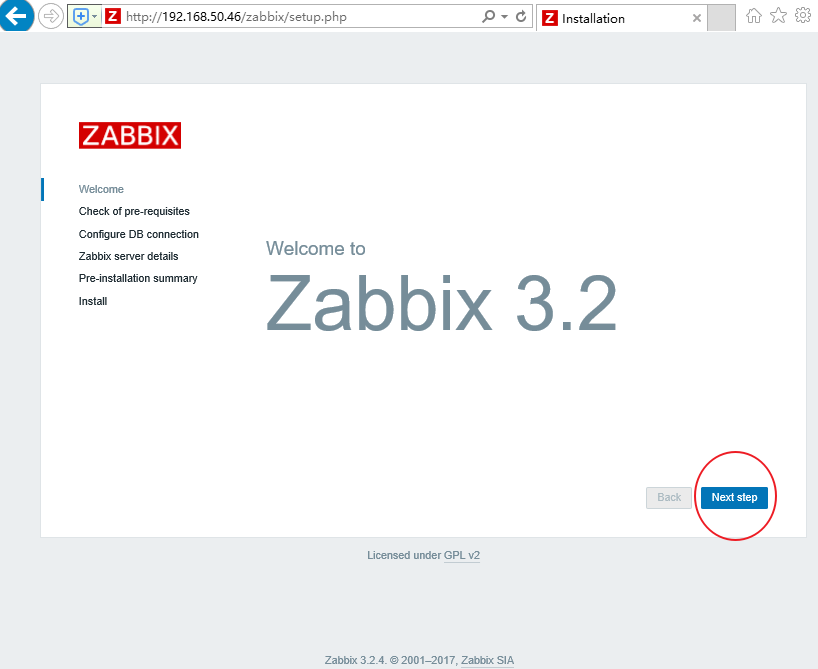 http://192.168.50.46/zabbix/setup.php
Z Installation
ZABBIX
Welcome
Check of pre-requisites
Configure DB connection
Zabbix server details
Pre-installation summary
Install
Welcome to
Zabbix 3.2
Back
Next step
Licensed under GPL v2
Zabbix 3.2.4. © 2001–2017, Zabbix SIA